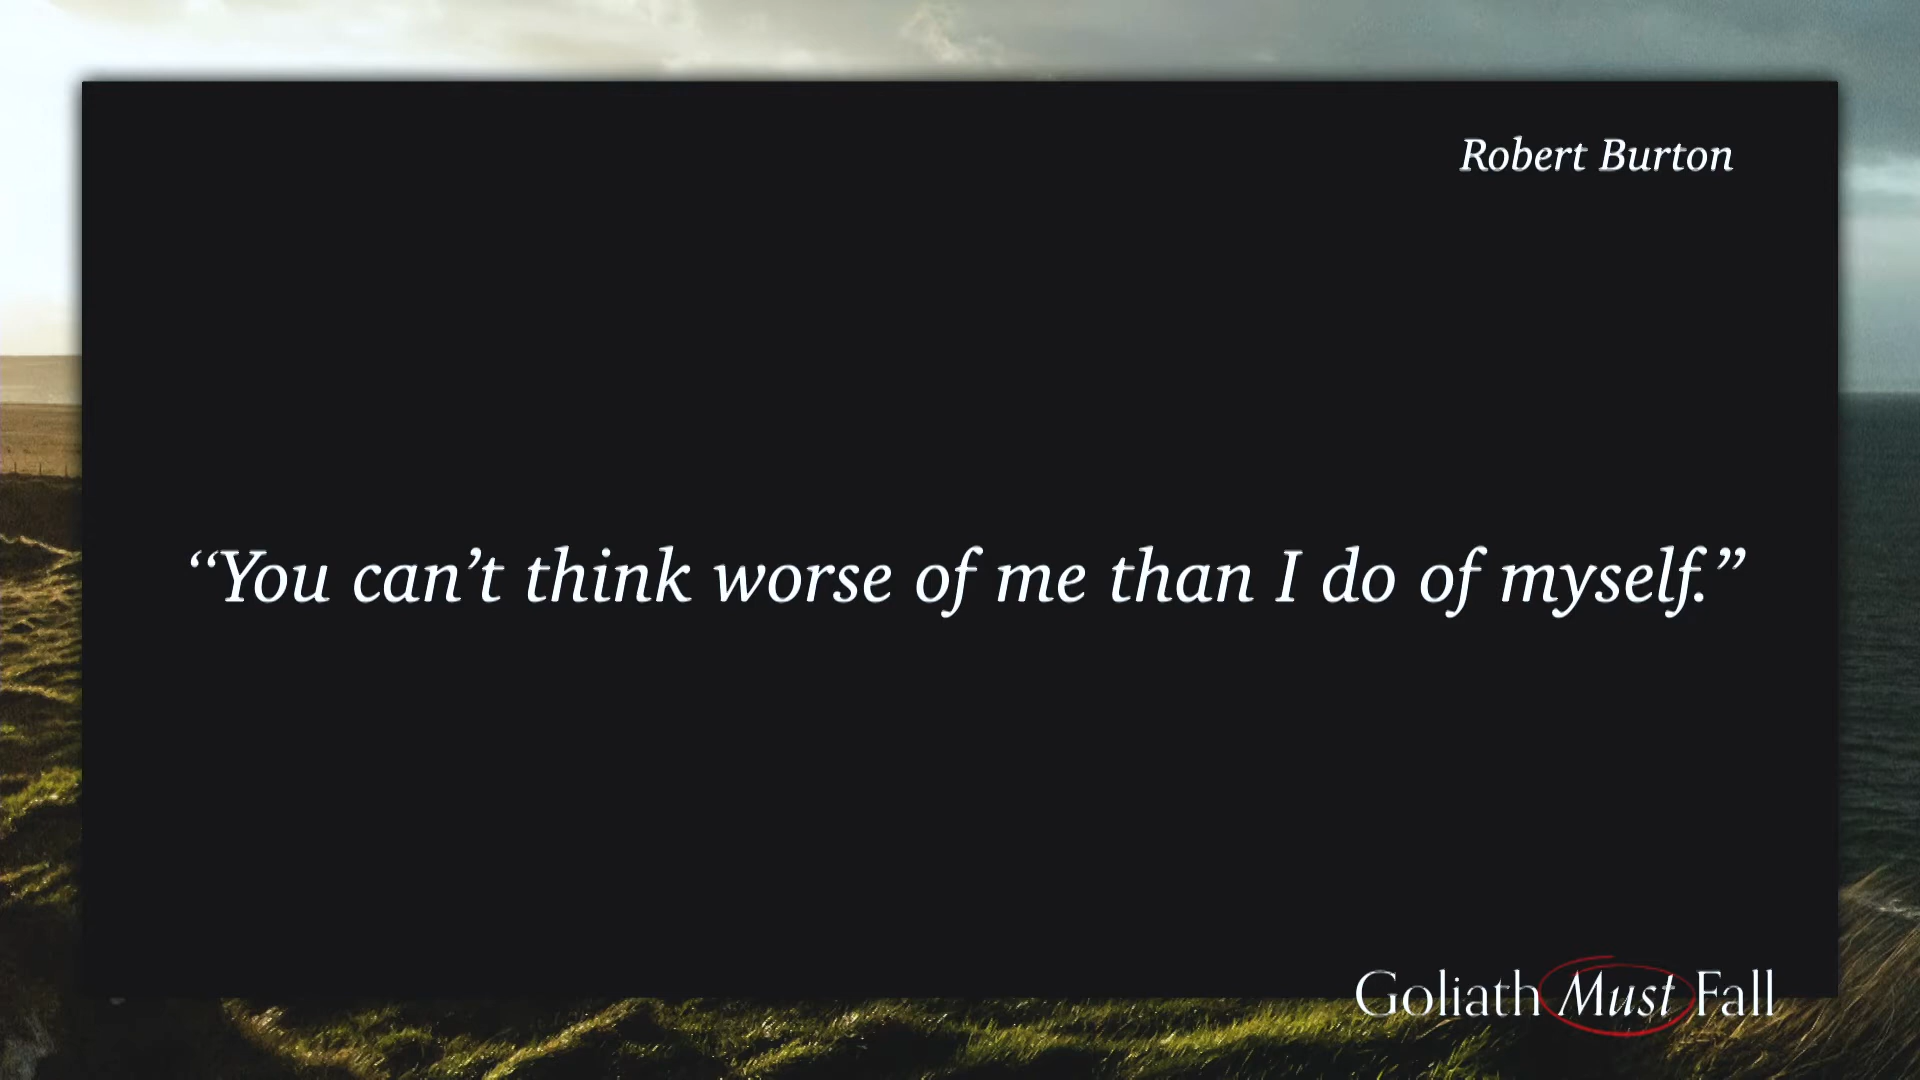 Robert Burton
“You can’t think worse of me than I do of myself.”
Goliath Must Fall